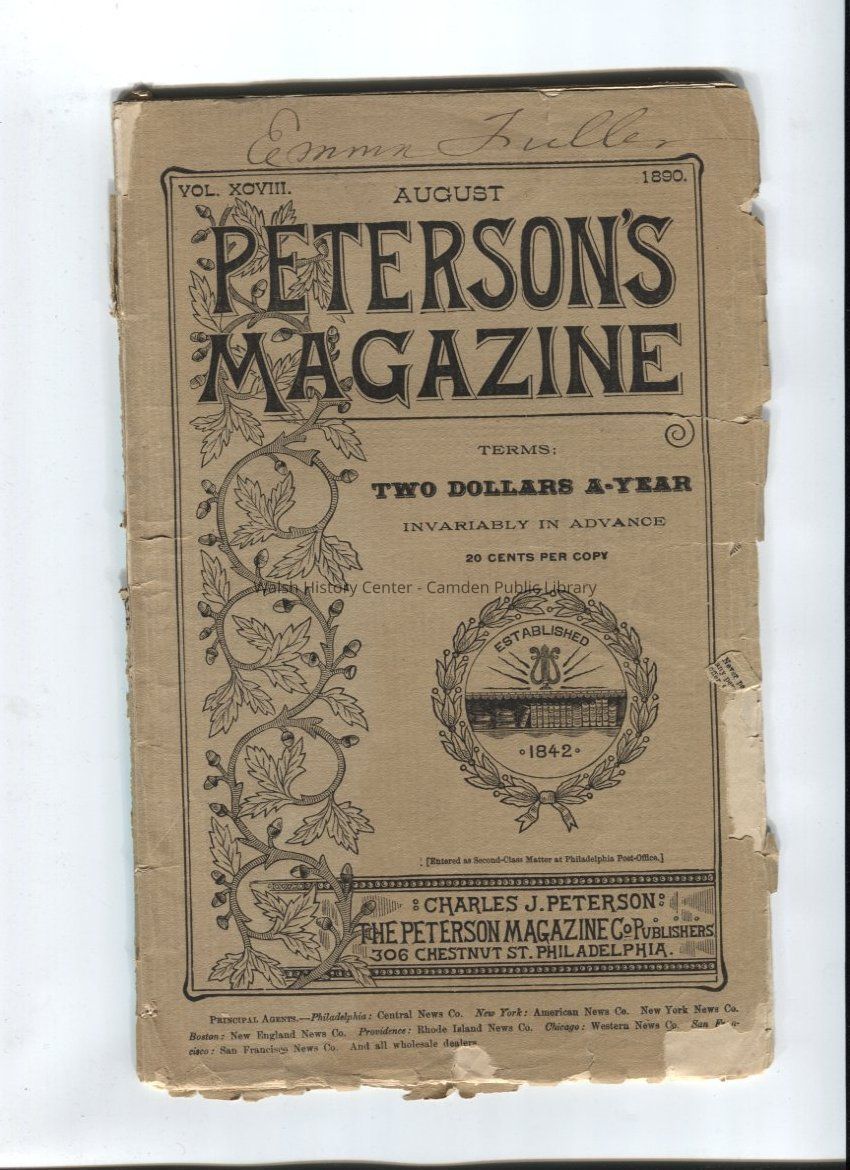 Emma Fuller
VOL. XCVIII.
AUGUST
1890.
PETERSON'S
MAGAZINE
TERMS:
TWO DOLLARS A-YEAR
INVARIABLY IN ADVANCE
20 CENTS PER COPY
Walsh History Center - Camden Public Library
ESTABLISHED
1842
[Entered as Second-Class Matter at Philadelphia Post-Office.]
CHARLES J. PETERSON
THE PETERSON MAGAZINE Co PUBLISHERS
306 CHESTNUT ST. PHILADELPHIA.
PRINCIPAL AGENTS.—Philadelphia: Central News Co. New York: American News Co. New York News Co.
Boston: New England News Co. Providence: Rhode Island News Co. Chicago: Western News Co. San
cisco: San Francisco News Co. And all wholesale dealers